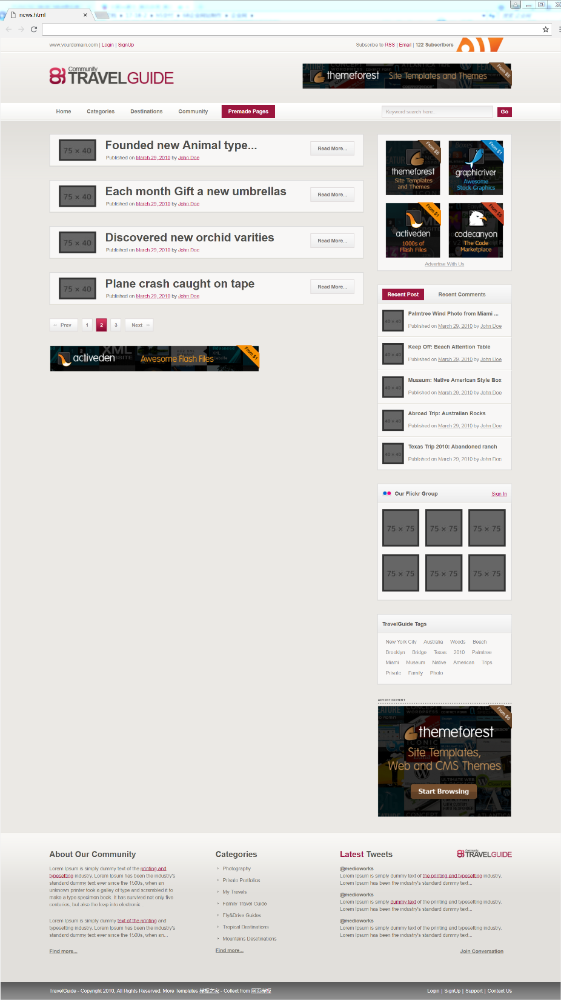 news.html
www.yourdomain.com | Login | SignUp
Subscribe to RSS | Email | 122 Subscribers
Community
TRAVELGUIDE
themeforest Site Templates and Themes From $5
Home Categories Destinations Community Premade Pages
Keyword search here Go
75 × 40
Founded new Animal type...
Published on March 29, 2010 by John Doe
Read More...
75 × 40
Each month Gift a new umbrellas
Published on March 29, 2010 by John Doe
Read More...
75 × 40
Discovered new orchid varities
Published on March 29, 2010 by John Doe
Read More...
75 × 40
Plane crash caught on tape
Published on March 29, 2010 by John Doe
Read More...
Prev 1 2 3 Next
activeden Awesome Flash Files From $1
From $5
themeforest
Site Templates
and Themes
From $1
graphicriver
Awesome
Stock Graphics
From $1
activeden
1000s of
Flash Files
From $5
codecanyon
The Code
Marketplace
Advertise With Us
Recent Post Recent Comments
40 × 40
Palmtree Wind Photo from Miami ...
Published on March 29, 2010 by John Doe
40 × 40
Keep Off: Beach Attention Table
Published on March 29, 2010 by John Doe
40 × 40
Museum: Native American Style Box
Published on March 29, 2010 by John Doe
40 × 40
Abroad Trip: Australian Rocks
Published on March 29, 2010 by John Doe
40 × 40
Texas Trip 2010: Abandoned ranch
Published on March 29, 2010 by John Doe
Our Flickr Group Sign In
75 × 75 75 × 75 75 × 75
75 × 75 75 × 75 75 × 75
TravelGuide Tags
New York City Australia Woods Beach
Brooklyn Bridge Texas 2010 Palmtree
Miami Museum Native American Trips
Private Family Photo
ADVERTISEMENT
From $5
themeforest
Site Templates,
Web and CMS Themes
Start Browsing
About Our Community
Lorem Ipsum is simply dummy text of the printing and
typesetting industry. Lorem Ipsum has been the industry's
standard dummy text ever since the 1500s, when an
unknown printer took a galley of type and scrambled it to
make a type specimen book. It has survived not only five
centuries, but also the leap into electronic
Lorem Ipsum is simply dummy text of the printing and
typesetting industry. Lorem Ipsum has been the industry's
standard dummy text ever since the 1500s, when an...
Find more...
Categories
Photography
Private Portfolios
My Travels
Family Travel Guide
Fly&Drive Guides
Tropical Destinations
Mountains Desctinations
Find more...
Latest Tweets
Community
TRAVELGUIDE
@medioworks
Lorem Ipsum is simply dummy text of the printing and typesetting industry.
Lorem Ipsum has been the industry's standard dummy text...
@medioworks
Lorem Ipsum is simply dummy text of the printing and typesetting industry.
Lorem Ipsum has been the industry's standard dummy text...
@medioworks
Lorem Ipsum is simply dummy text of the printing and typesetting industry.
Lorem Ipsum has been the industry's standard dummy text...
Join Conversation
TravelGuide - Copyright 2010, All Rights Reserved. More Templates 模板之家 - Collect from 网页模板
Login | SignUp | Support | Contact Us